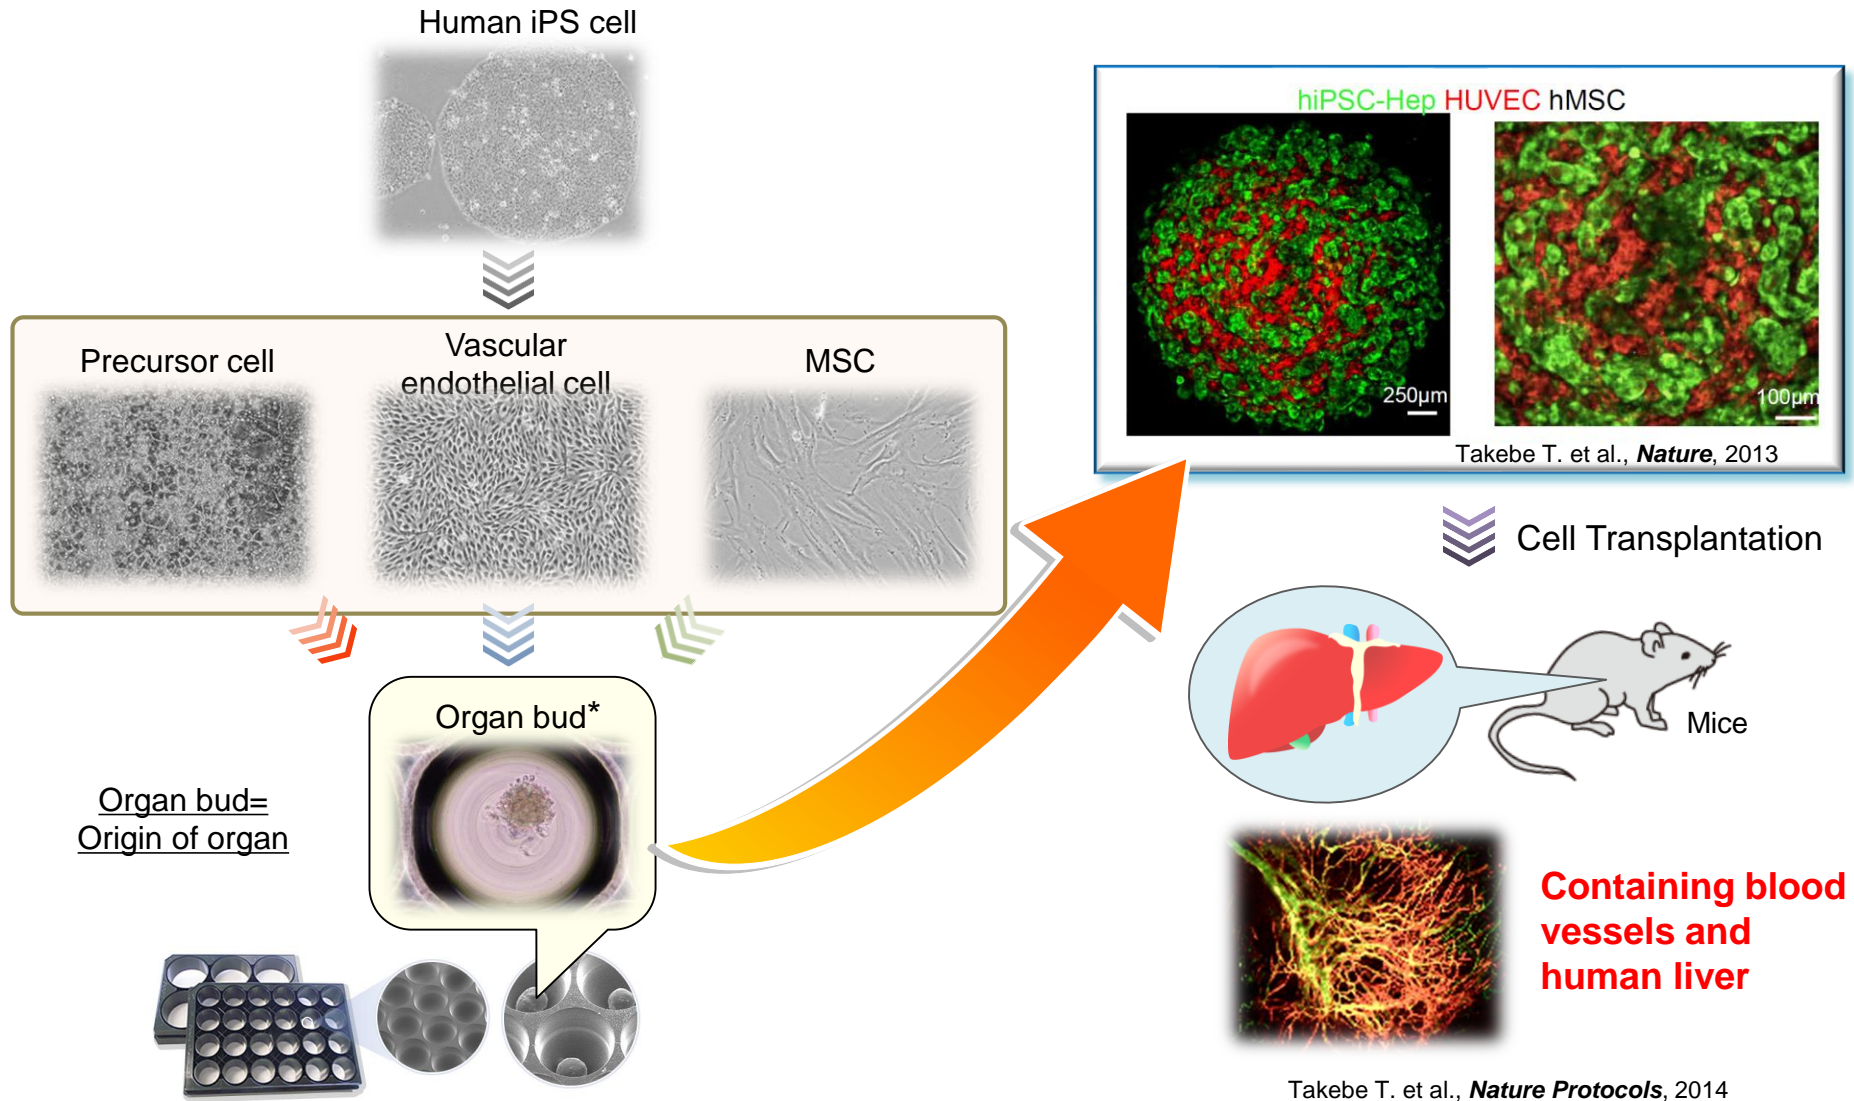 Human iPS cell
Precursor cell
Vascular
endothelial cell
MSC
Organ bud*
Organ bud=
Origin of organ
hiPSC-Hep HUVEC hMSC
250μm
100μm
Takebe T. et al., Nature, 2013
Cell Transplantation
Mice
Containing blood
vessels and
human liver
Takebe T. et al., Nature Protocols, 2014